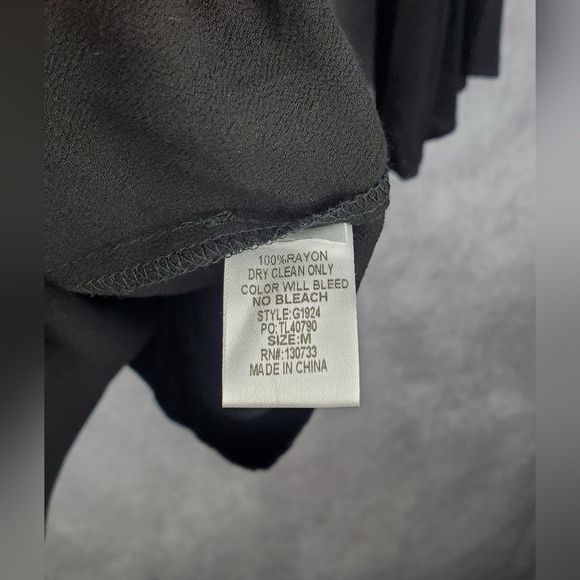 100%RAYON
DRY CLEAN ONLY
COLOR WILL BLEED
NO BLEACH
STYLE:G1924
PO:TL40790
SIZE:M
RN#:130733
MADE IN CHINA